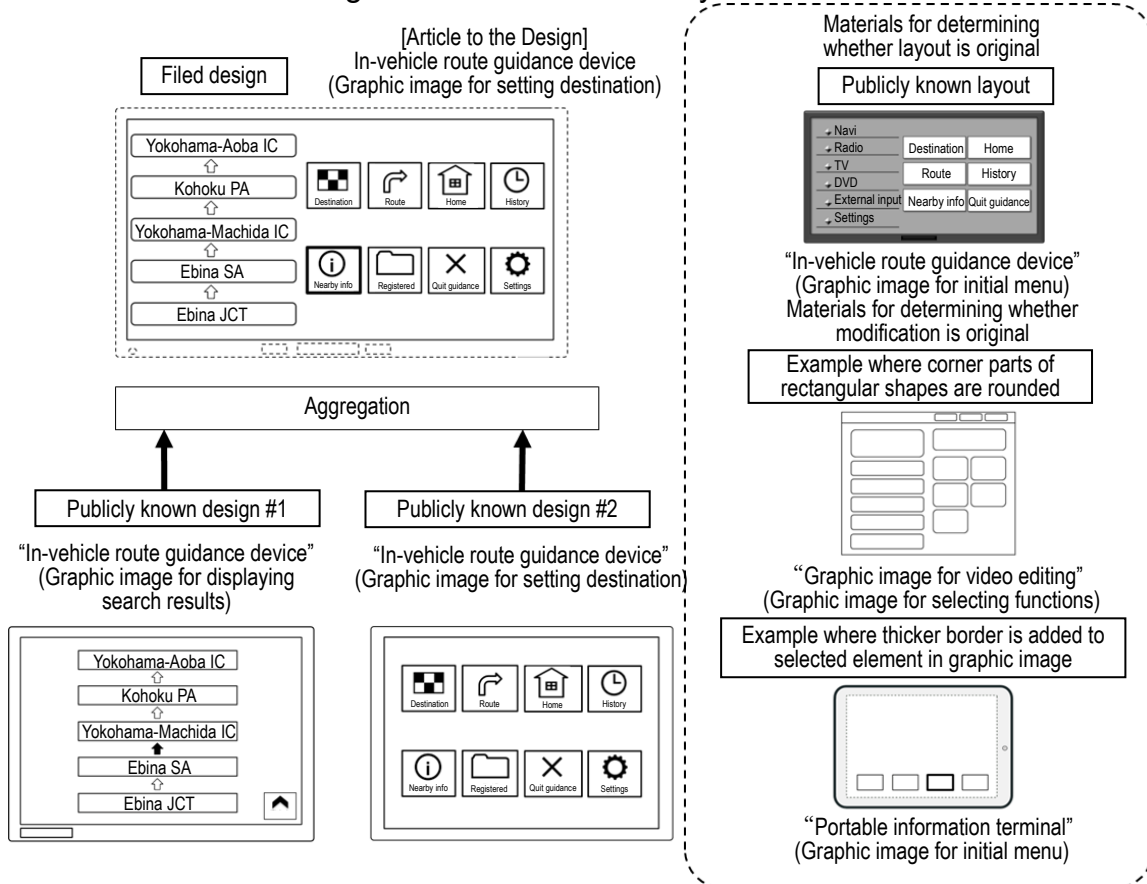 [Article to the Design]
In-vehicle route guidance device
(Graphic image for setting destination)
Filed design
Yokohama-Aoba IC
Kohoku PA
Yokohama-Machida IC
Ebina SA
Ebina JCT
Destination
Route
Home
History
Nearby info
Registered
Quit guidance
Settings
Aggregation
Publicly known design #1
“In-vehicle route guidance device”
(Graphic image for displaying
search results)
Yokohama-Aoba IC
Kohoku PA
Yokohama-Machida IC
Ebina SA
Ebina JCT
Publicly known design #2
“In-vehicle route guidance device”
(Graphic image for setting destination)
Destination
Route
Home
History
Nearby info
Registered
Quit guidance
Settings
Materials for determining
whether layout is original
Publicly known layout
Navi
Radio
TV
DVD
External input
Settings
Destination
Home
Route
History
Nearby info
Quit guidance
“In-vehicle route guidance device”
(Graphic image for initial menu)
Materials for determining whether
modification is original
Example where corner parts of
rectangular shapes are rounded
“Graphic image for video editing”
(Graphic image for selecting functions)
Example where thicker border is added to
selected element in graphic image
“Portable information terminal”
(Graphic image for initial menu)